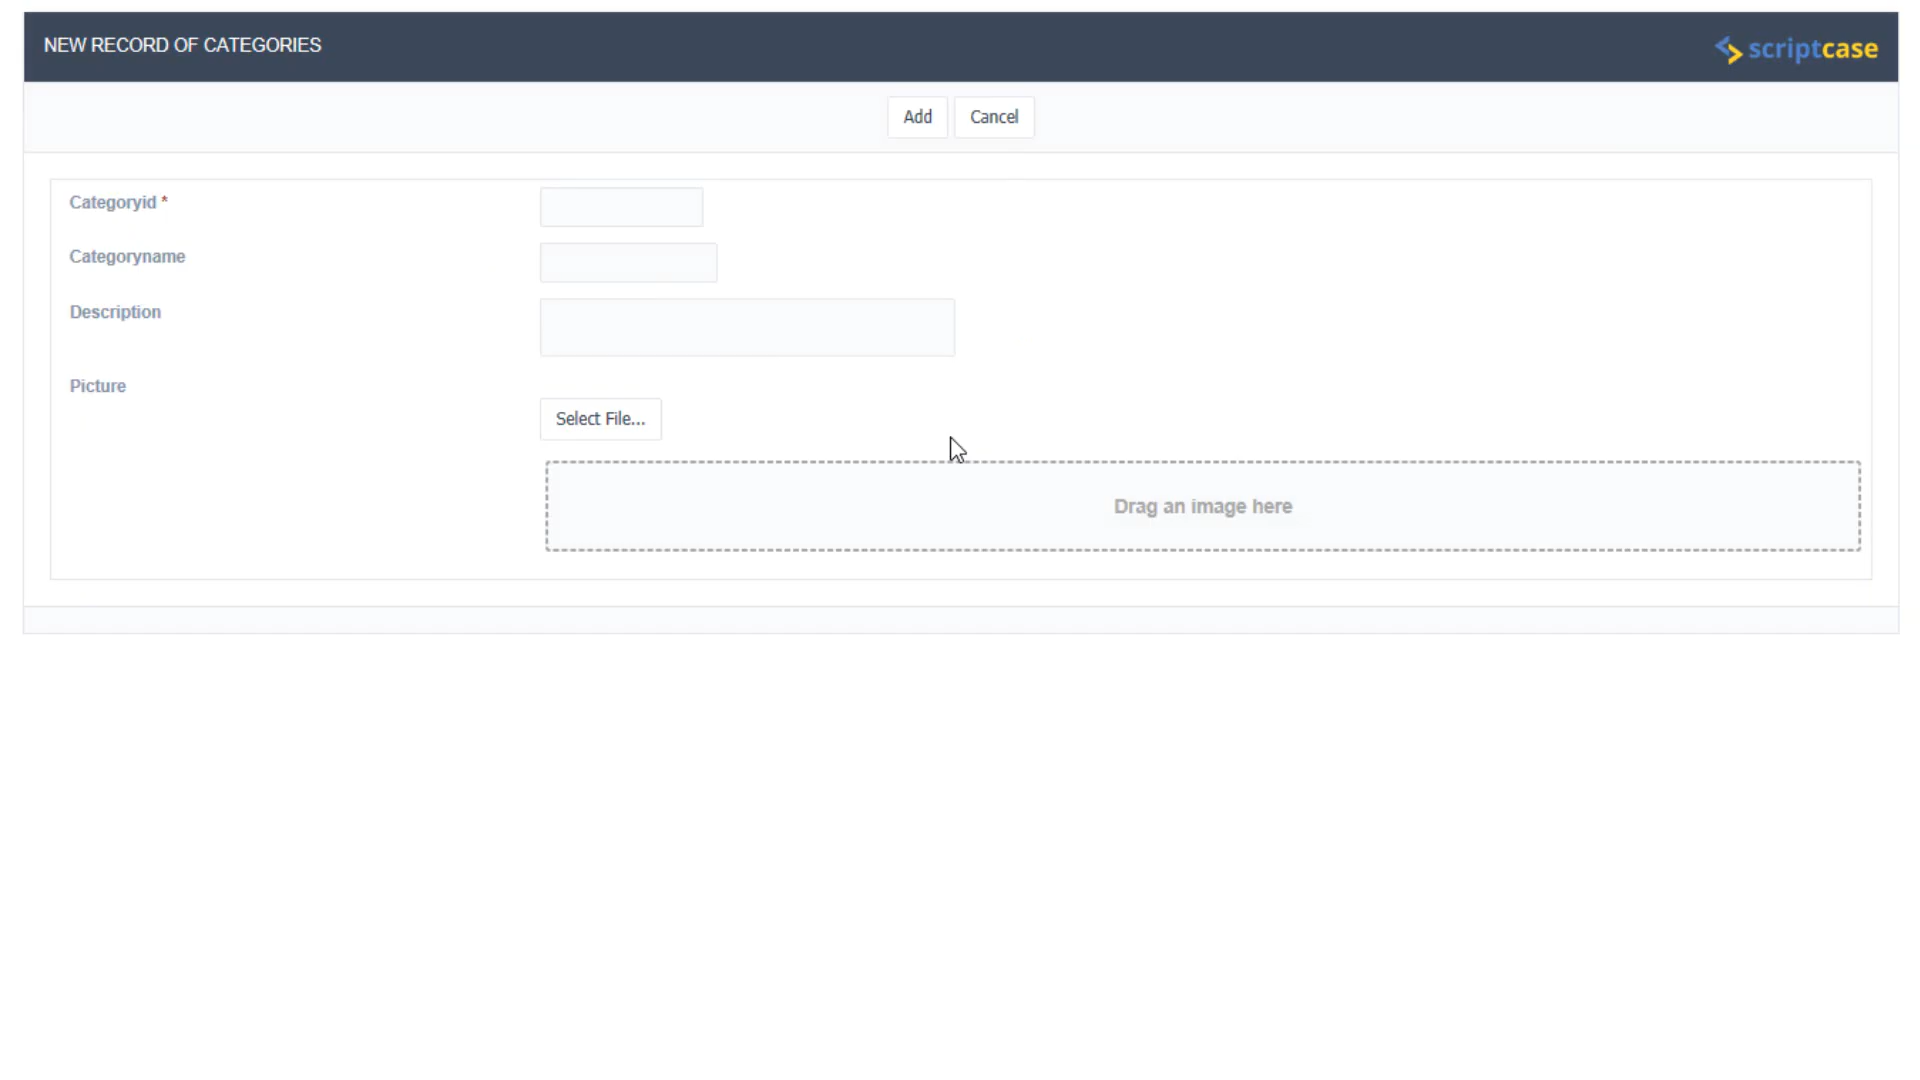 NEW RECORD OF CATEGORIES
scriptcase
Add Cancel
Categoryid *
Categoryname
Description
Picture
Select File...
Drag an image here